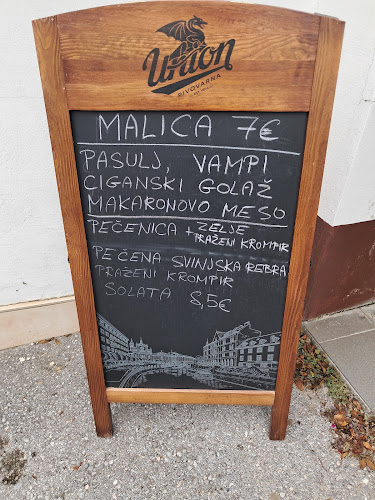 Union
PIVOVARNA
MALICA 7€
PASULJ, VAMPI
CIGANSKI GOLAŽ
MAKARONOVO MESO
PEČENICA + ZELJE
PRAŽENI KROMPIR
PEČENA SVINJSKA REBRA
PRAŽENI KROMPIR
SOLATA 8,5€